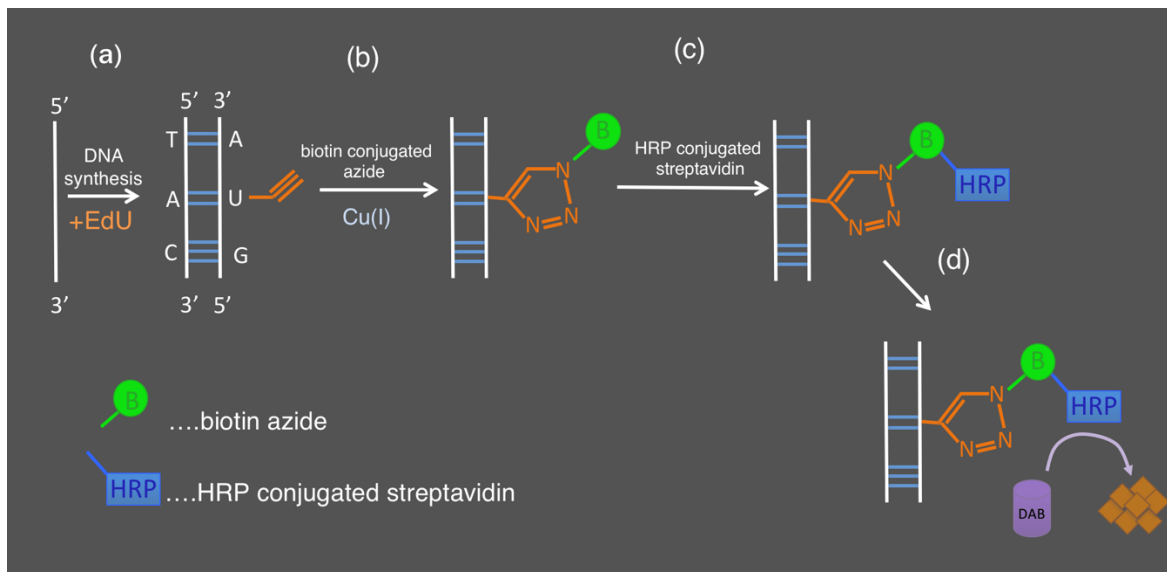 (a)
(b)
(c)
5’
5’ 3’
T A
DNA
synthesis
+EdU
A U
C G
3’
3’ 5’
biotin conjugated
azide
Cu(I)
B
N
N
N
HRP conjugated
streptavidin
B
HRP
N
N
N
(d)
B
HRP
N
N
N
DAB
B
....biotin azide
HRP
....HRP conjugated streptavidin